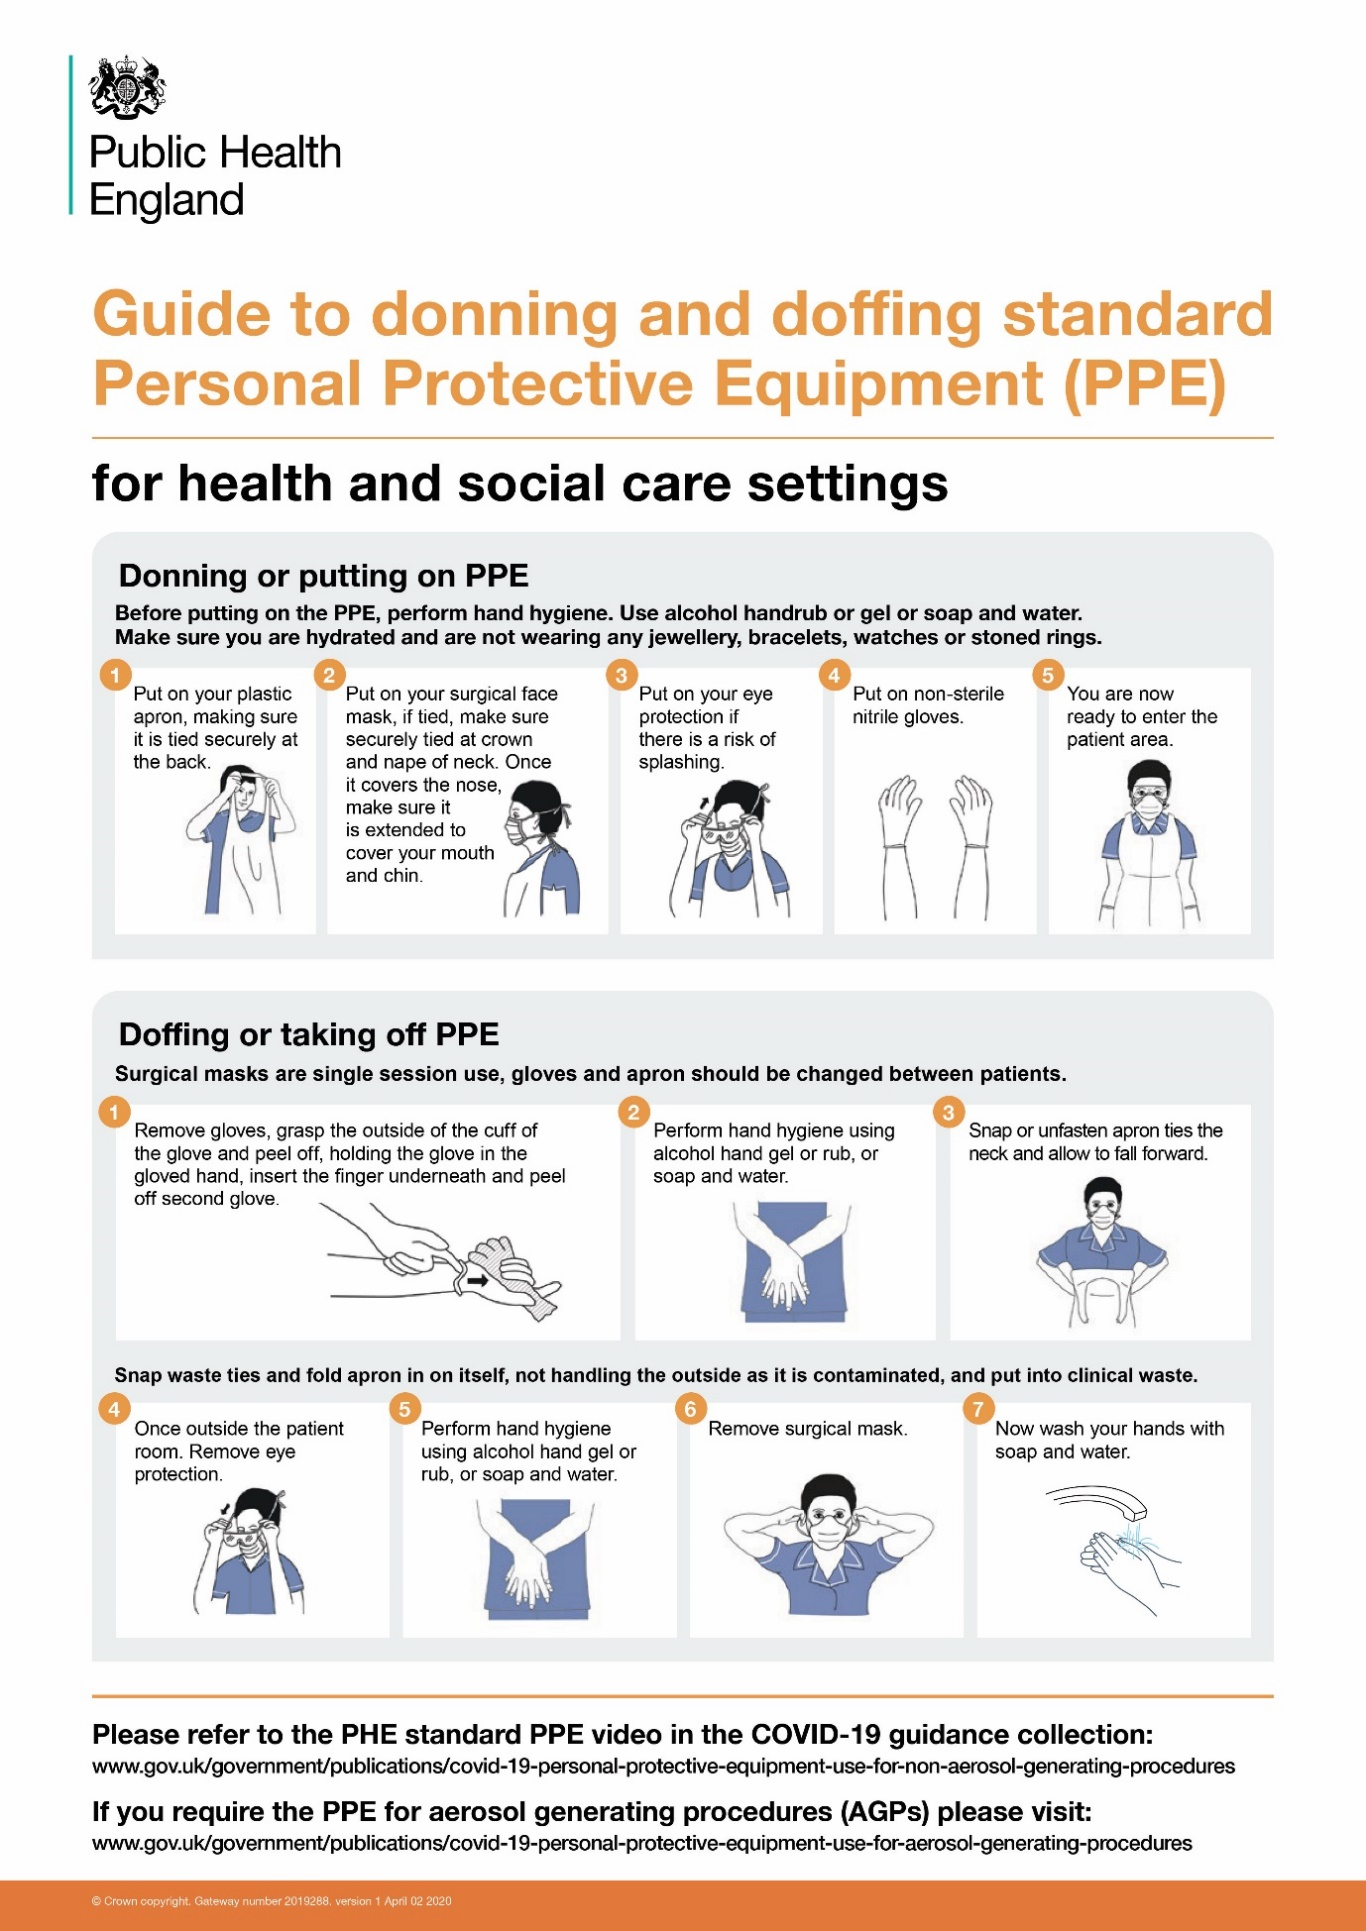 Public Health
England
Guide to donning and doffing standard
Personal Protective Equipment (PPE)
for health and social care settings
Donning or putting on PPE
Before putting on the PPE, perform hand hygiene. Use alcohol handrub or gel or soap and water.
Make sure you are hydrated and are not wearing any jewellery, bracelets, watches or stoned rings.
1
Put on your plastic
apron, making sure
it is tied securely at
the back.
2
Put on your surgical face
mask, if tied, make sure
securely tied at crown
and nape of neck. Once
it covers the nose,
make sure it
is extended to
cover your mouth
and chin.
3
Put on your eye
protection if
there is a risk of
splashing.
4
Put on non-sterile
nitrile gloves.
5
You are now
ready to enter the
patient area.
Doffing or taking off PPE
Surgical masks are single session use, gloves and apron should be changed between patients.
1
Remove gloves, grasp the outside of the cuff of
the glove and peel off, holding the glove in the
gloved hand, insert the finger underneath and peel
off second glove.
2
Perform hand hygiene using
alcohol hand gel or rub, or
soap and water.
3
Snap or unfasten apron ties the
neck and allow to fall forward.
Snap waste ties and fold apron in on itself, not handling the outside as it is contaminated, and put into clinical waste.
4
Once outside the patient
room. Remove eye
protection.
5
Perform hand hygiene
using alcohol hand gel or
rub, or soap and water.
6
Remove surgical mask.
7
Now wash your hands with
soap and water.
Please refer to the PHE standard PPE video in the COVID-19 guidance collection:
www.gov.uk/government/publications/covid-19-personal-protective-equipment-use-for-non-aerosol-generating-procedures
If you require the PPE for aerosol generating procedures (AGPs) please visit:
www.gov.uk/government/publications/covid-19-personal-protective-equipment-use-for-aerosol-generating-procedures
© Crown copyright. Gateway number 2019288. version 1 April 02 2020